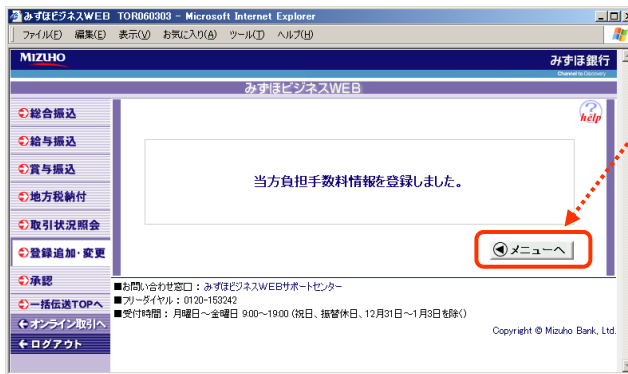 みずほビジネスWEB TOR060303 - Microsoft Internet Explorer
ファイル(F) 編集(E) 表示(V) お気に入り(A) ツール(T) ヘルプ(H)
MIZUHO
みずほ銀行
Channel to Discovery
みずほビジネスWEB
help
総合振込
給与振込
賞与振込
地方税納付
取引状況照会
登録追加・変更
承認
一括伝送TOPへ
オンライン取引へ
ログアウト
当方負担手数料情報を登録しました。
メニューへ
■お問い合わせ窓口：みずほビジネスWEBサポートセンター
■フリーダイヤル：0120-153242
■受付時間：月曜日～金曜日 9:00～19:00 (祝日、振替休日、12月31日～1月3日を除く)
Copyright © Mizuho Bank, Ltd.